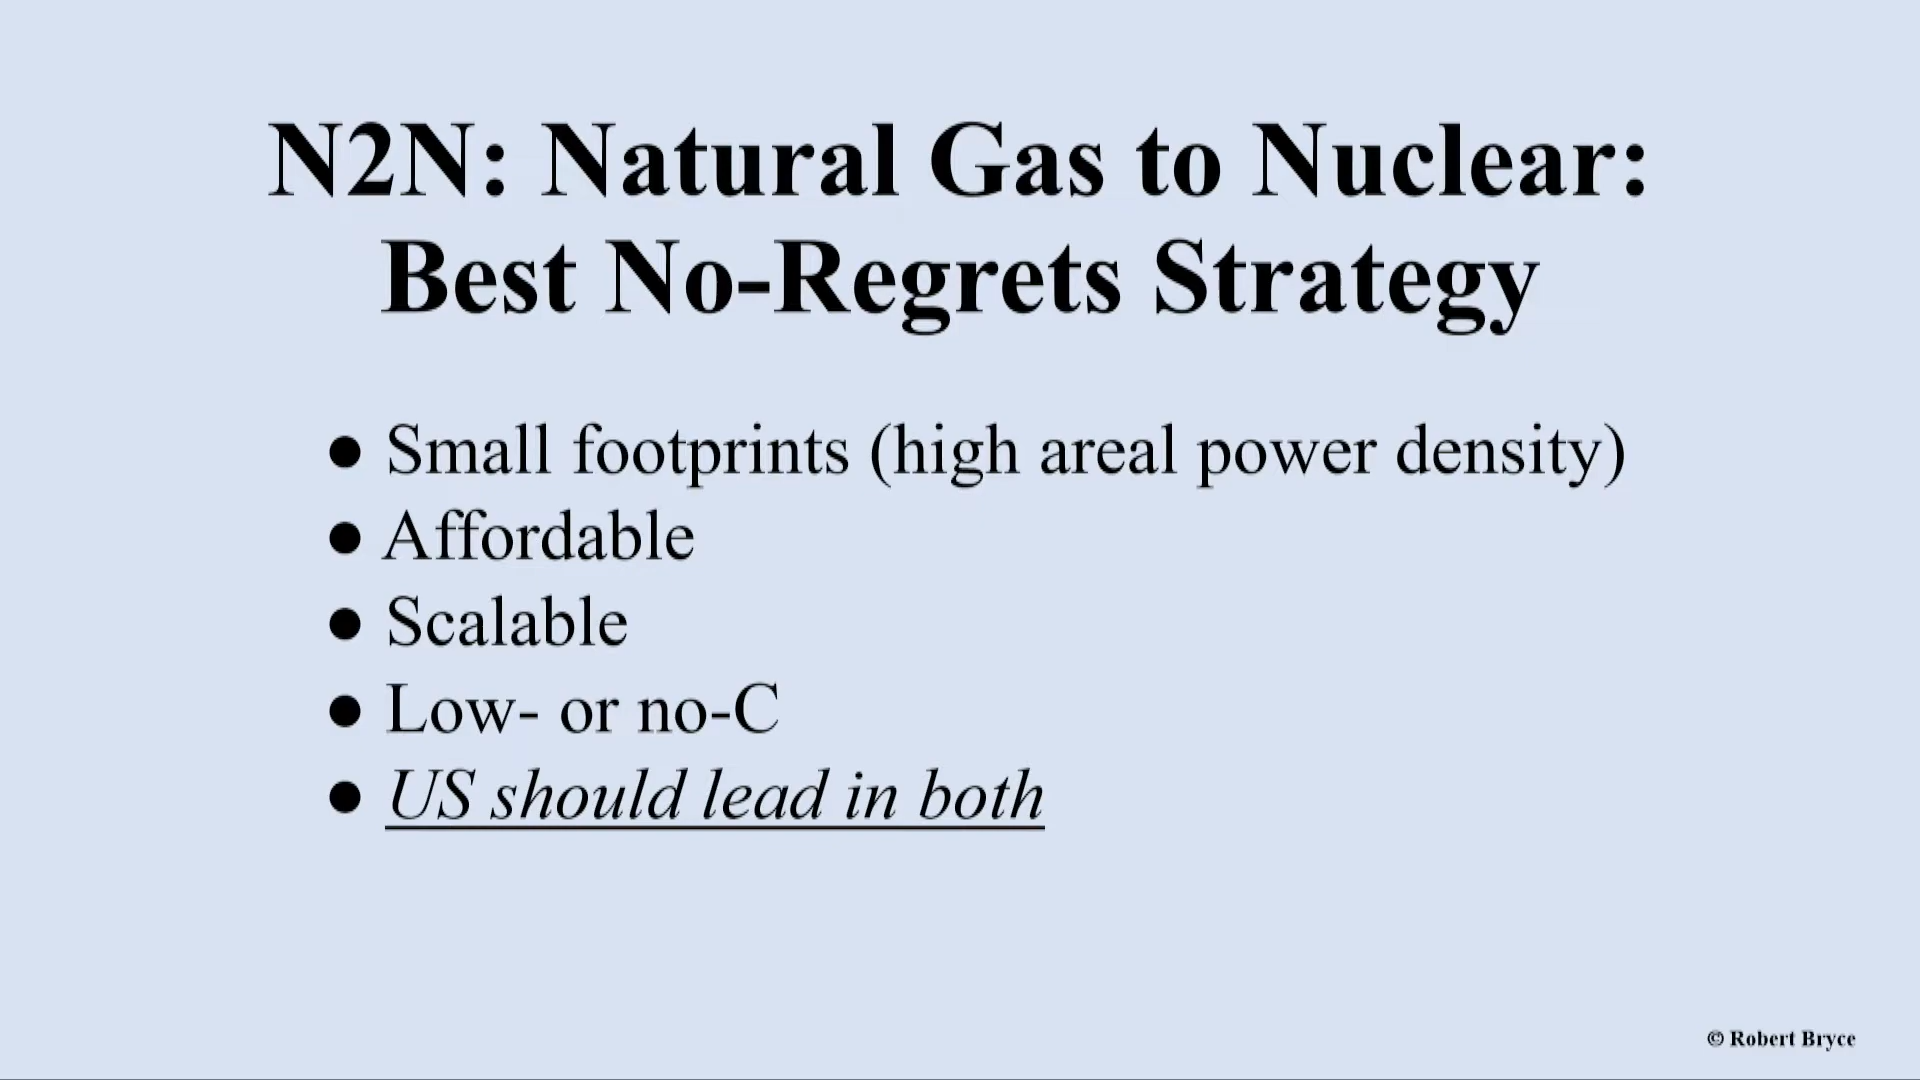 N2N: Natural Gas to Nuclear:
Best No-Regrets Strategy
● Small footprints (high areal power density)
● Affordable
● Scalable
● Low- or no-C
● US should lead in both
© Robert Bryce